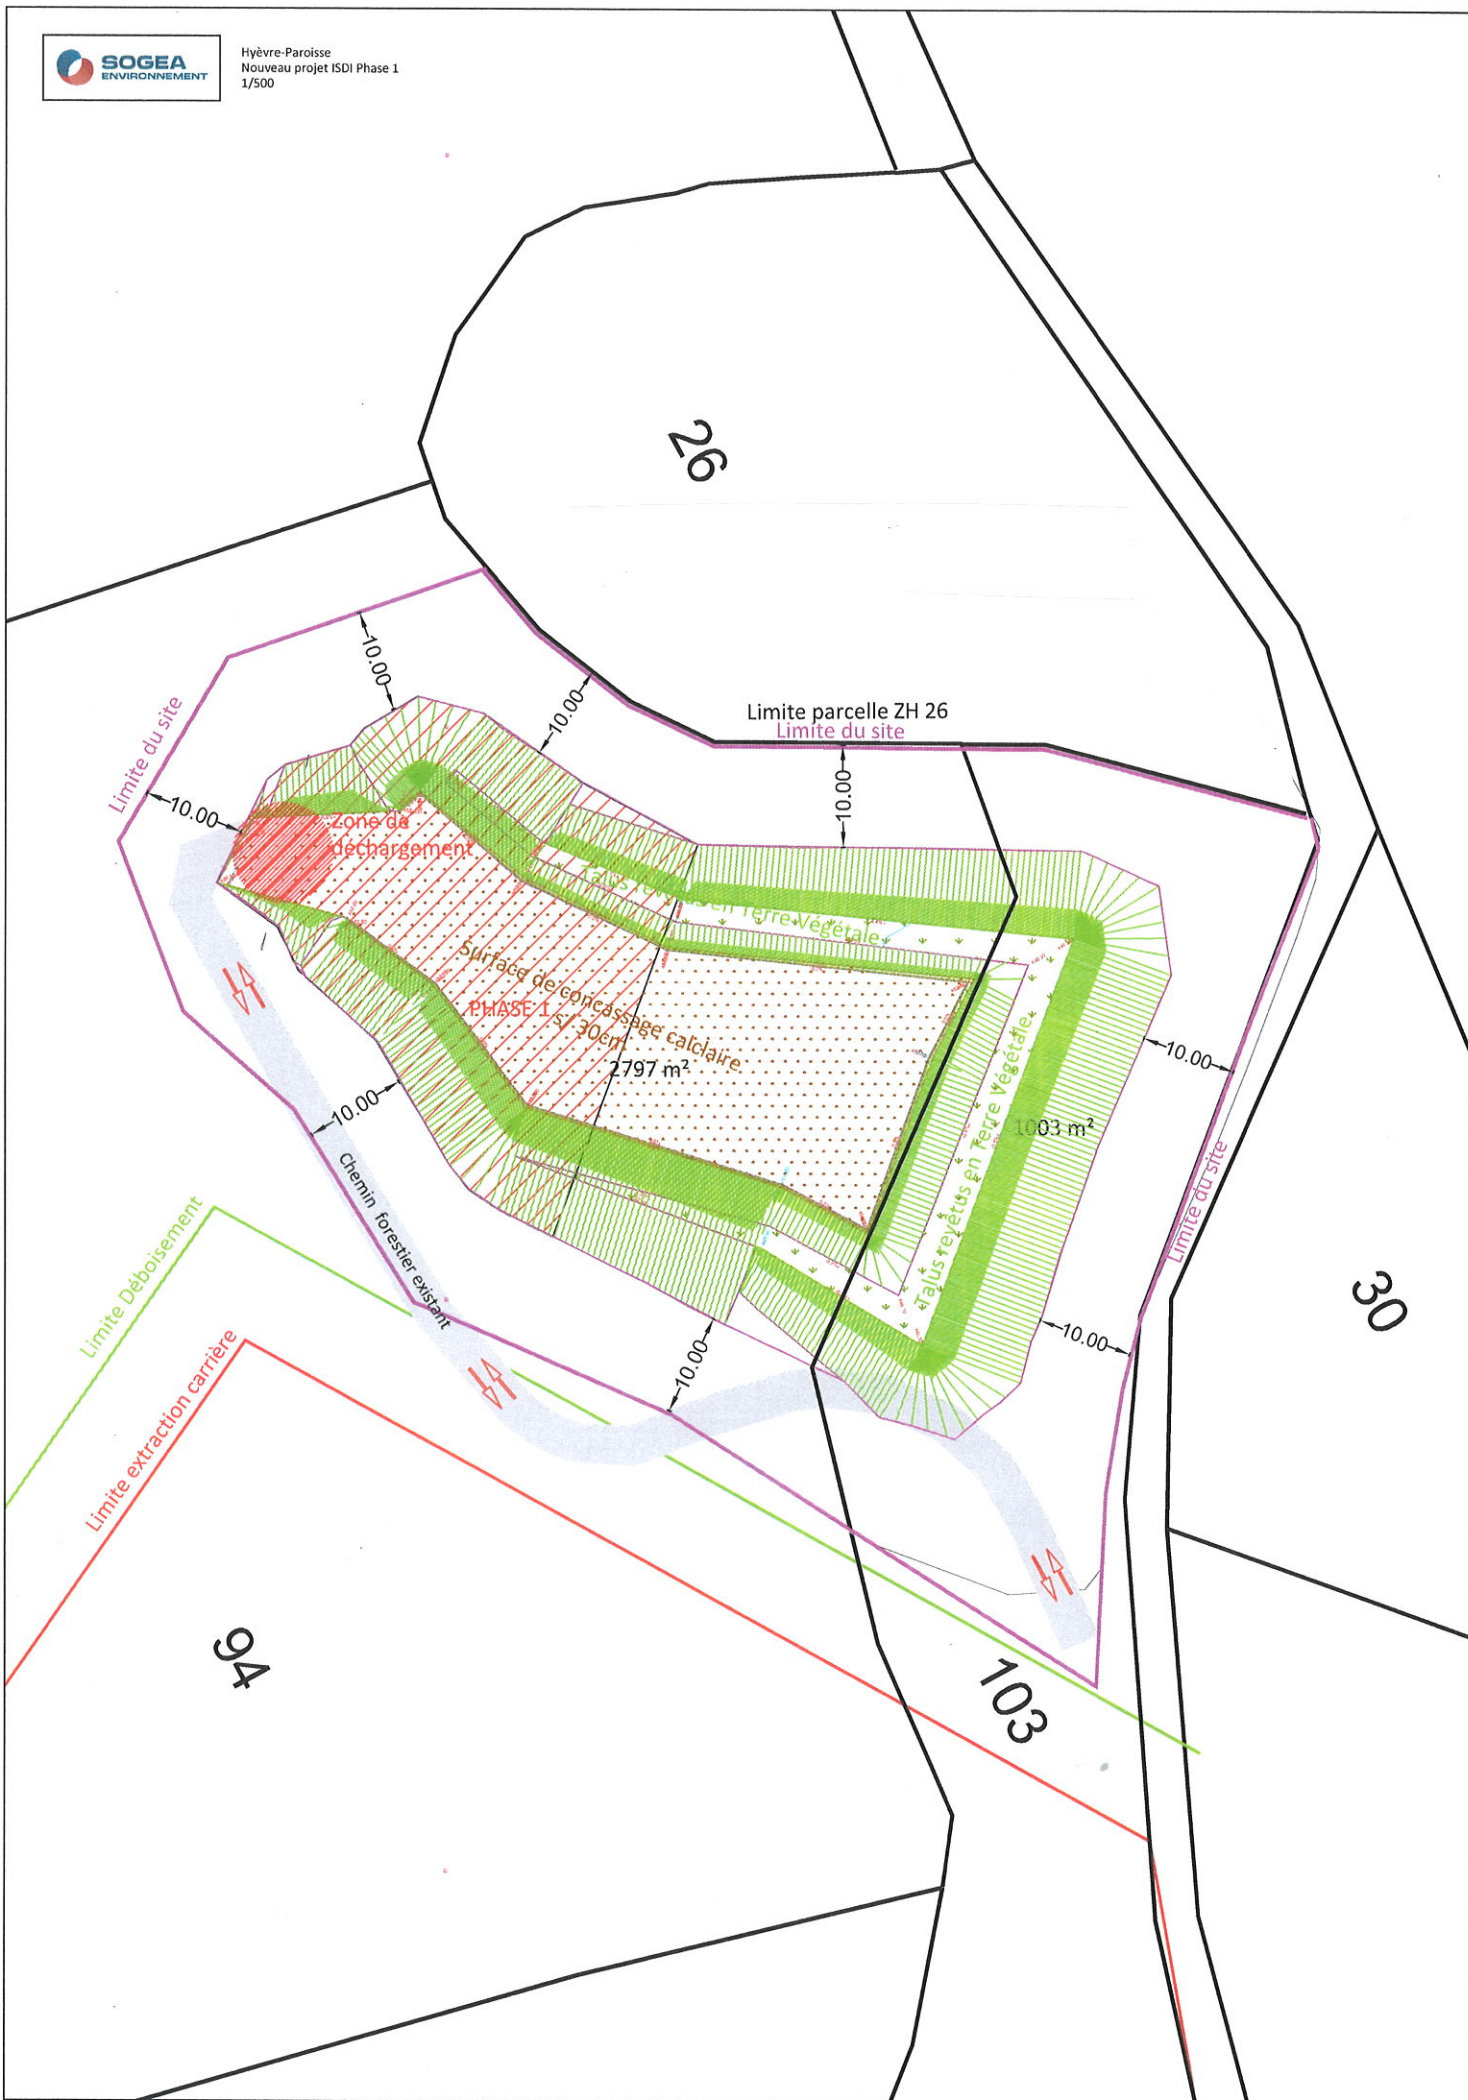 SOGEA
ENVIRONNEMENT
Hyèvre-Paroisse
Nouveau projet ISDI Phase 1
1/500
26
10.00
10.00
Limite parcelle ZH 26
Limite du site
Limite du site
10.00
10.00
Zone de
déchargement
en Terre Végétale
Surface de concassage calclaire
PHASE 1
s/ 30cm
2797 m²
Talus revêtus en Terre Végétale
1003 m²
10.00
10.00
Chemin forestier existant
Limite du site
Limite Déboisement
Limite extraction carrière
10.00
10.00
30
94
103